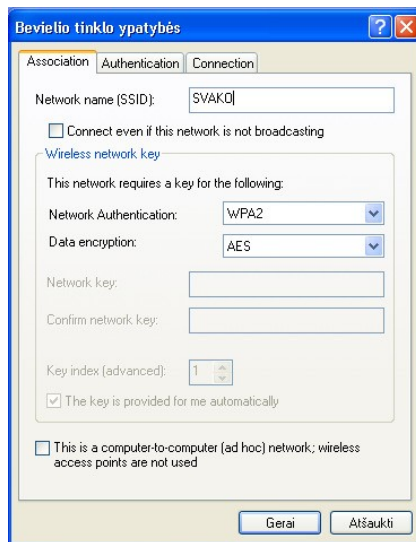 Bevielio tinklo ypatybės
Association
Authentication
Connection
Network name (SSID):
SVAKO
Connect even if this network is not broadcasting
Wireless network key
This network requires a key for the following:
Network Authentication:
WPA2
Data encryption:
AES
Network key:
Confirm network key:
Key index (advanced):
1
The key is provided for me automatically
This is a computer-to-computer (ad hoc) network; wireless
access points are not used
Gerai
Atšaukti